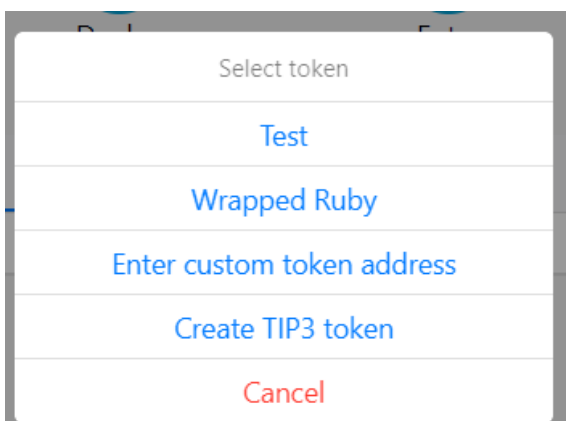 Select token
Test
Wrapped Ruby
Enter custom token address
Create TIP3 token
Cancel